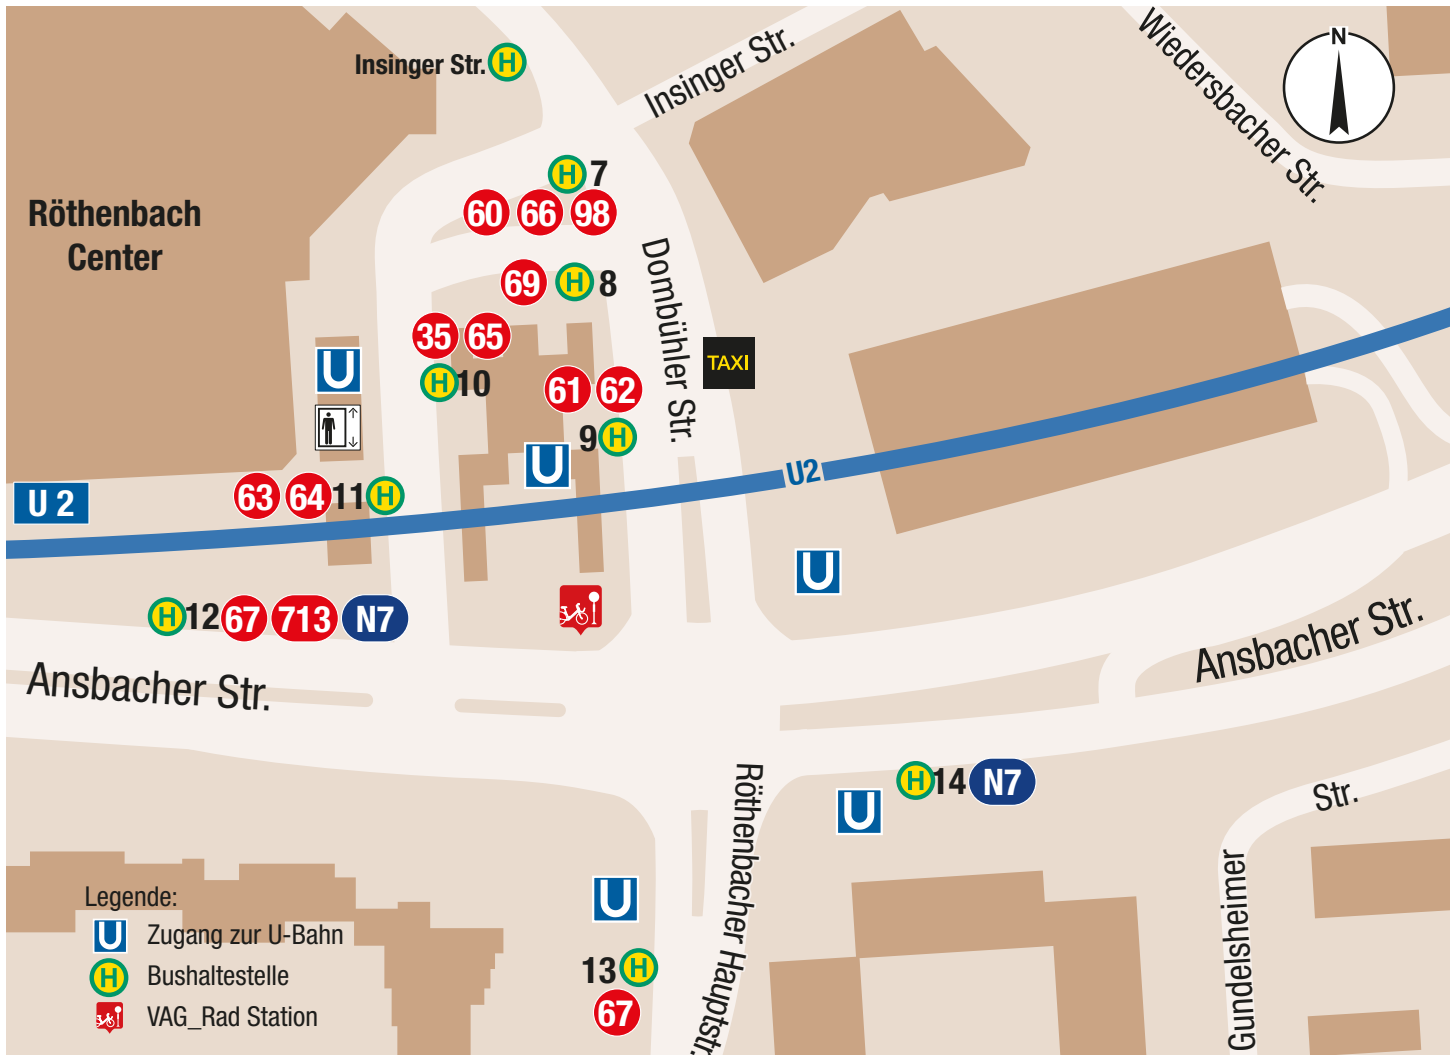 Insinger Str. H
Insinger Str.
Wiedersbacher Str.
N
H 7
60 66 98
Röthenbach
Center
Dombühler Str.
69 H 8
35 65
H 10
U
TAXI
61 62
9 H
U
U2
U 2
63 64 11 H
U
H 12 67 713 N7
Ansbacher Str.
Ansbacher Str.
H 14 N7
U
Röthenbacher Hauptstr.
Str.
Gundelsheimer
U
13 H
67
Legende:
U Zugang zur U-Bahn
H Bushaltestelle
VAG_Rad Station